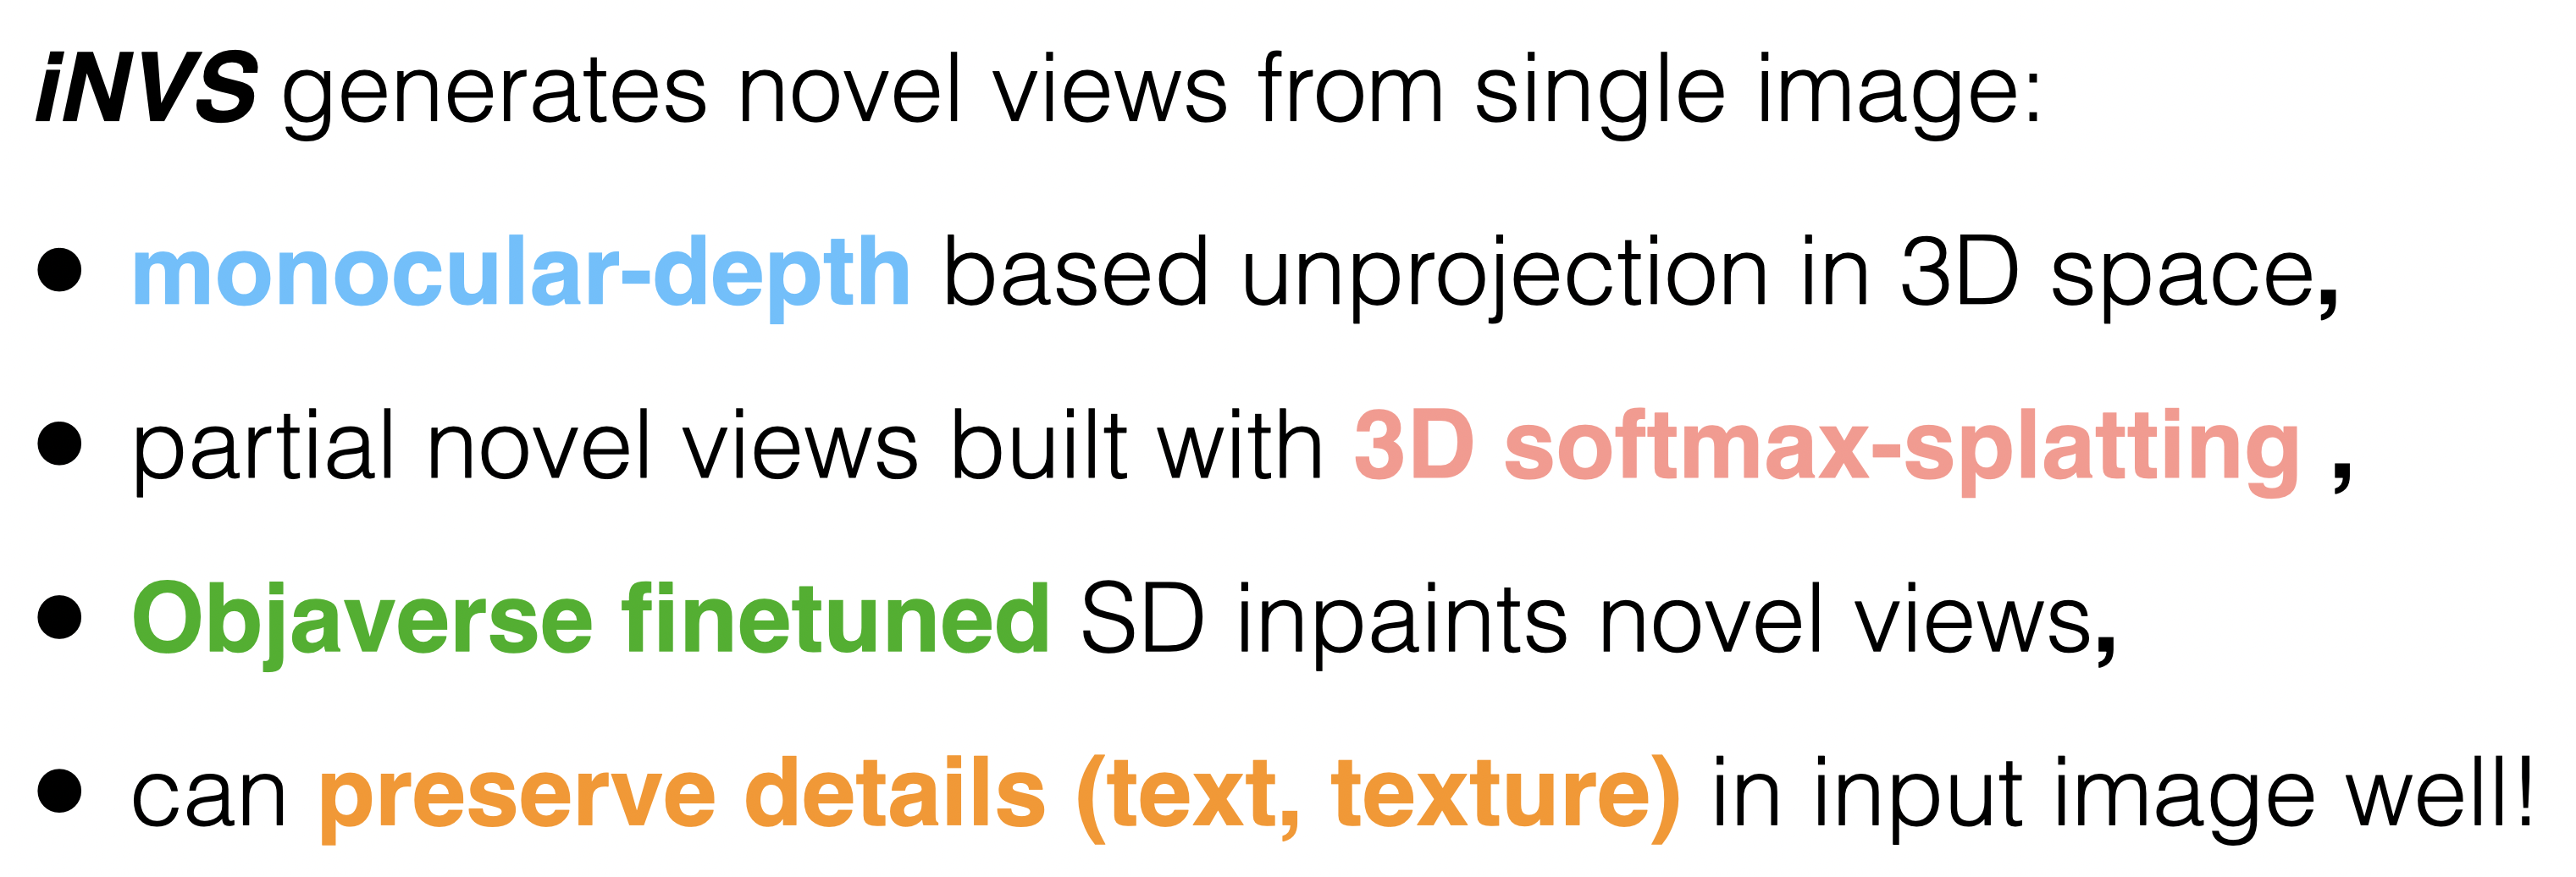 iNVS generates novel views from single image:
• monocular-depth based unprojection in 3D space,
• partial novel views built with 3D softmax-splatting ,
• Objaverse finetuned SD inpaints novel views,
• can preserve details (text, texture) in input image well!